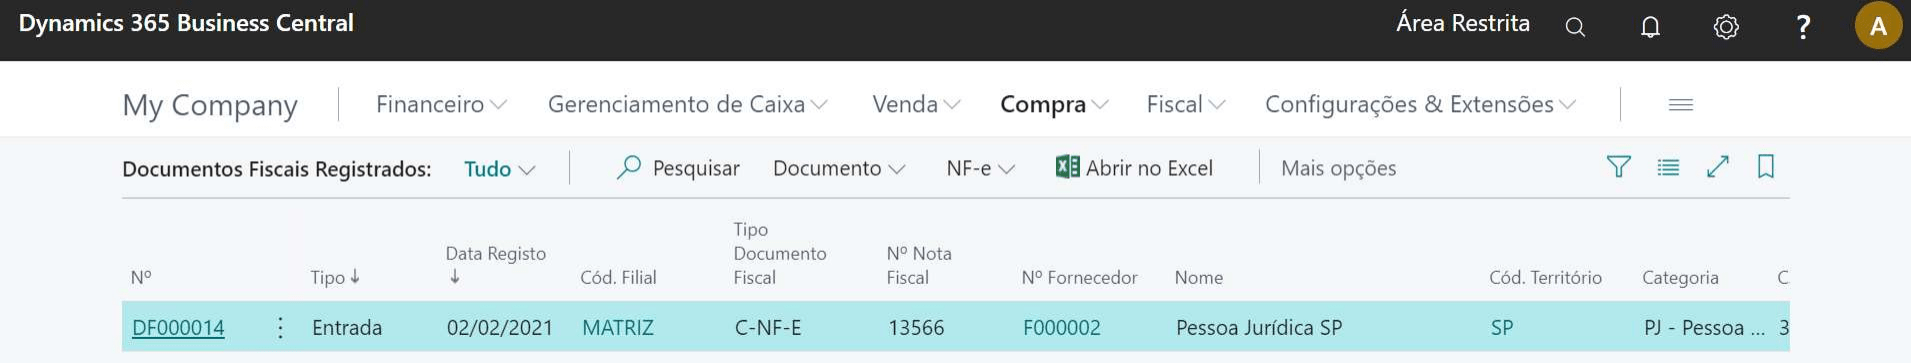 Dynamics 365 Business Central
Área Restrita
?
A
My Company
Financeiro
Gerenciamento de Caixa
Venda
Compra
Fiscal
Configurações & Extensões
Documentos Fiscais Registrados:
Tudo
Pesquisar
Documento
NF-e
Abrir no Excel
Mais opções
Nº
Tipo ↓
Data Registo
↓
Cód. Filial
Tipo
Documento
Fiscal
Nº Nota
Fiscal
Nº Fornecedor
Nome
Cód. Território
Categoria
C.
DF000014
Entrada
02/02/2021
MATRIZ
C-NF-E
13566
F000002
Pessoa Jurídica SP
SP
PJ - Pessoa ...
3